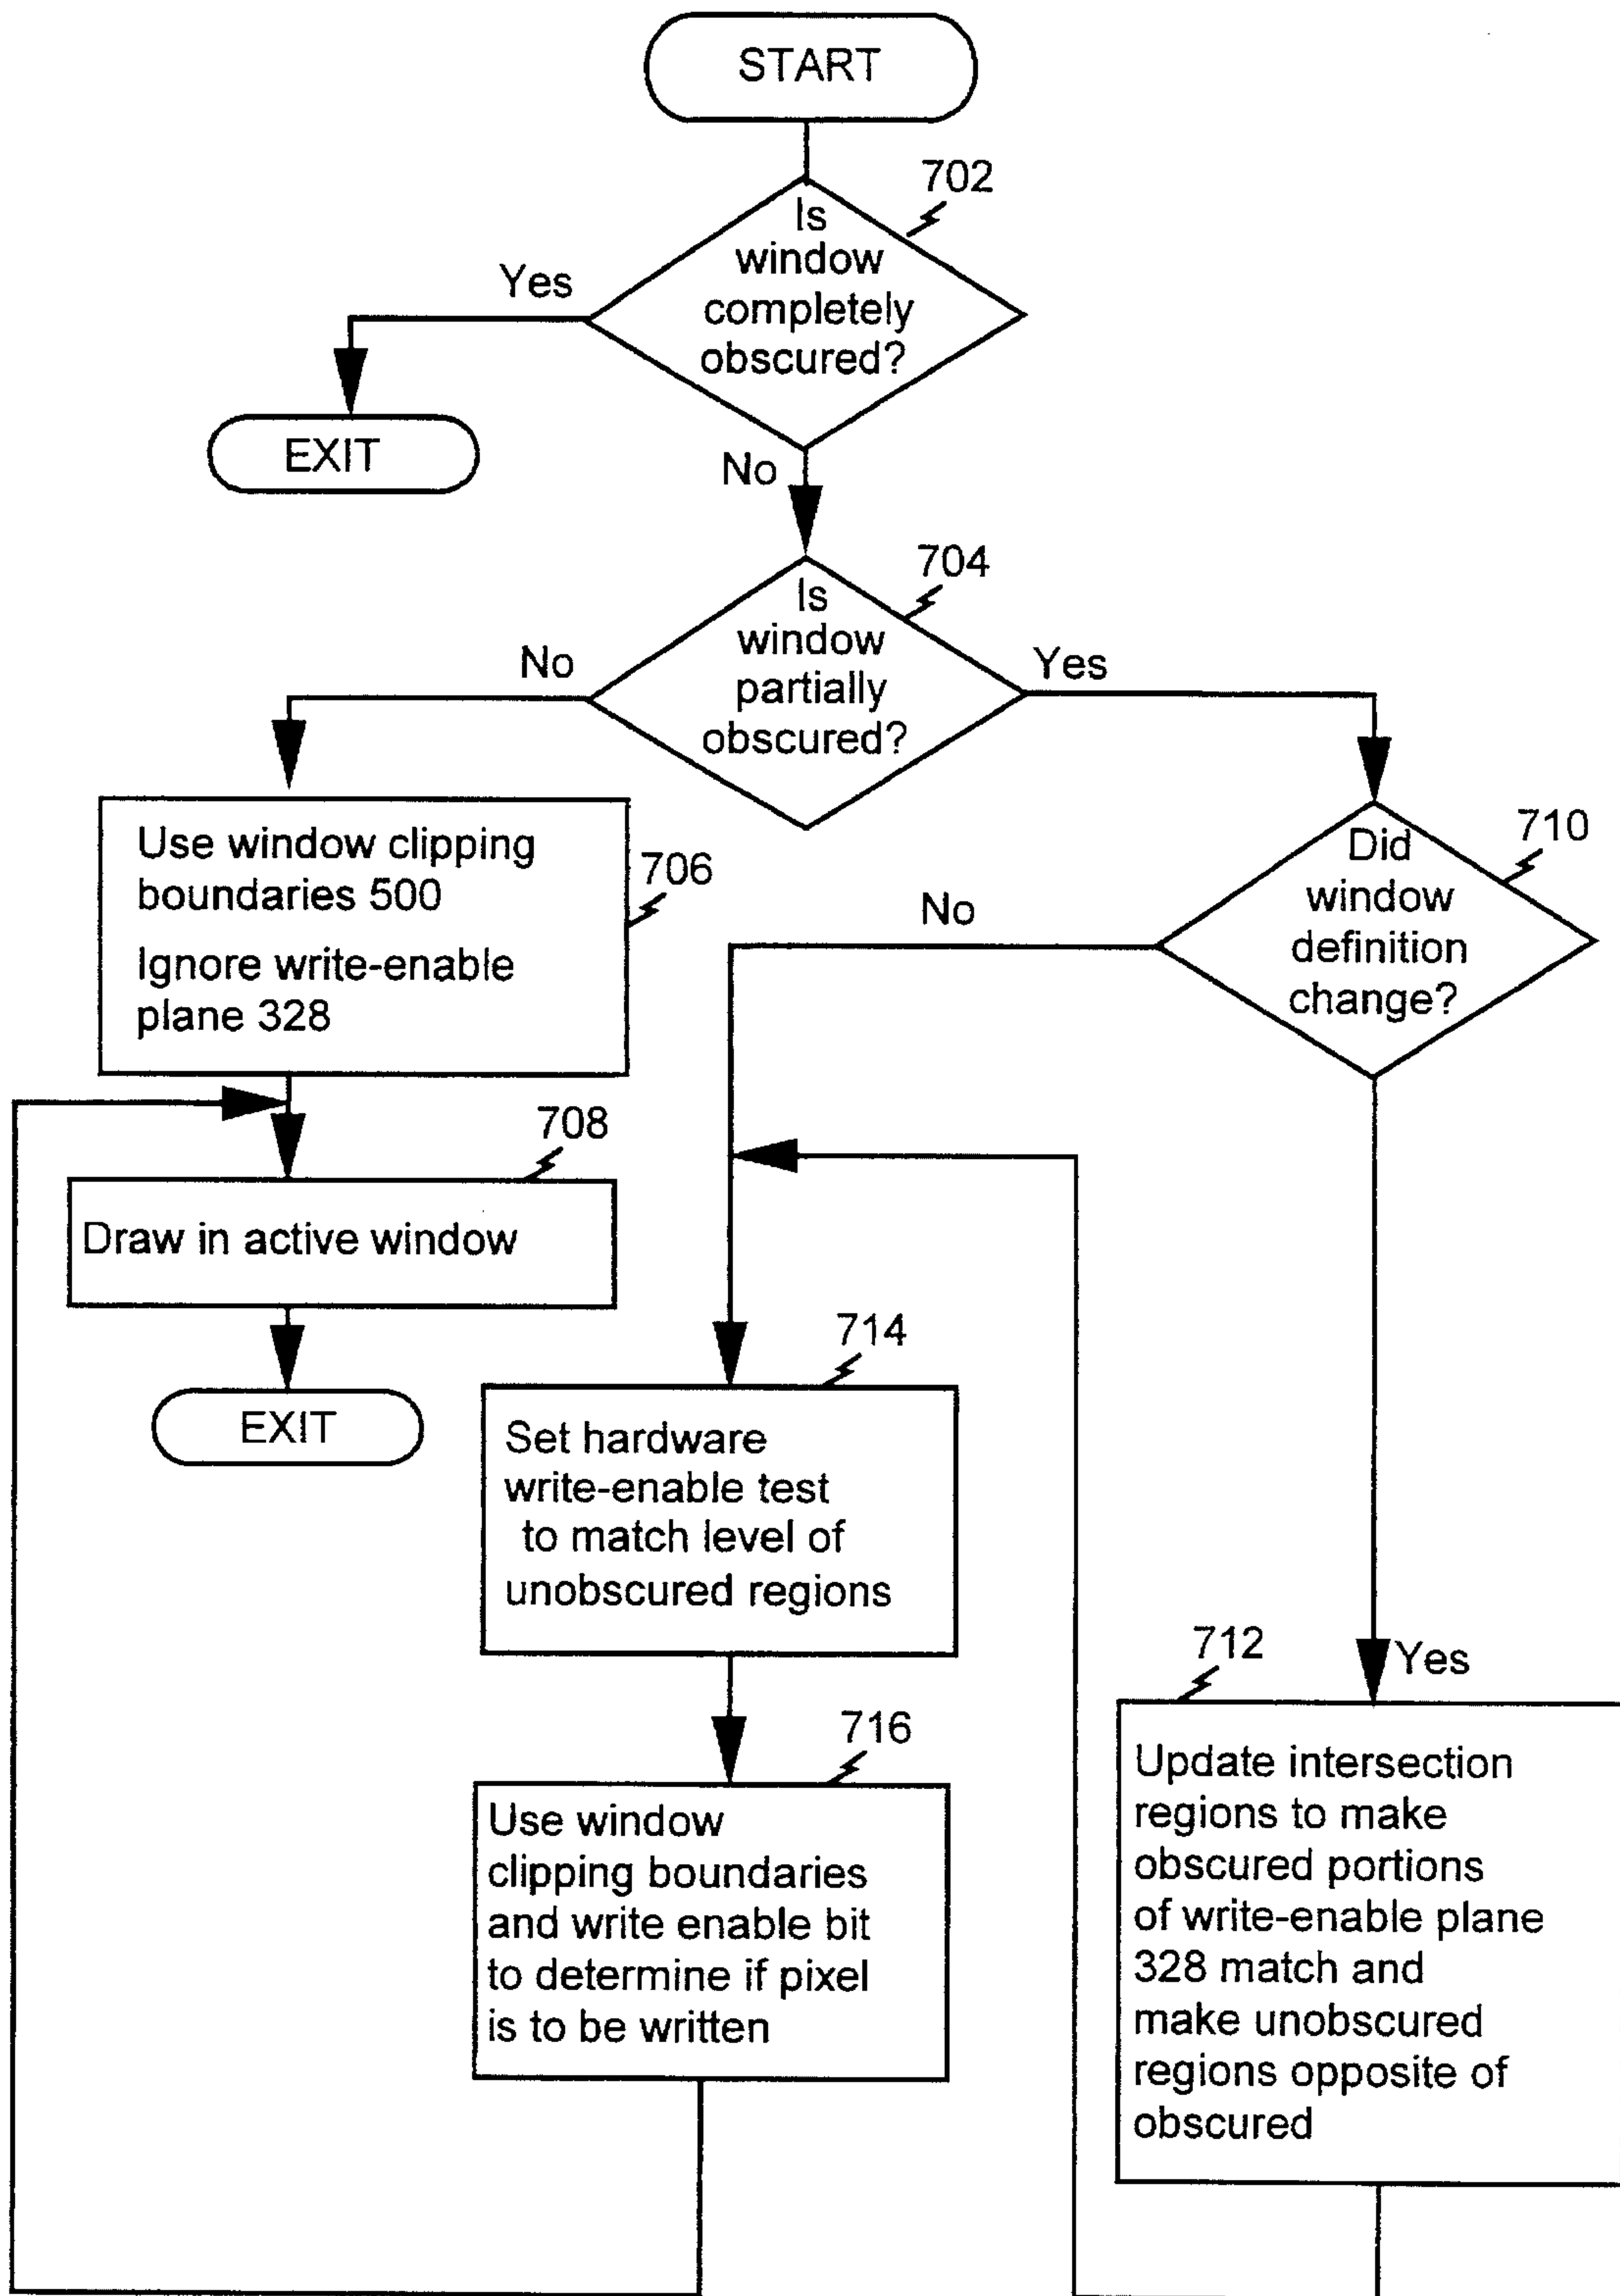 START
702
Is
window
completely
obscured?
Yes
EXIT
No
704
Is
window
partially
obscured?
No
Yes
Use window clipping
boundaries 500
Ignore write-enable
plane 328
706
710
Did
window
definition
change?
No
708
Draw in active window
EXIT
714
Set hardware
write-enable test
to match level of
unobscured regions
712
Yes
716
Use window
clipping boundaries
and write enable bit
to determine if pixel
is to be written
Update intersection
regions to make
obscured portions
of write-enable plane
328 match and
make unobscured
regions opposite of
obscured